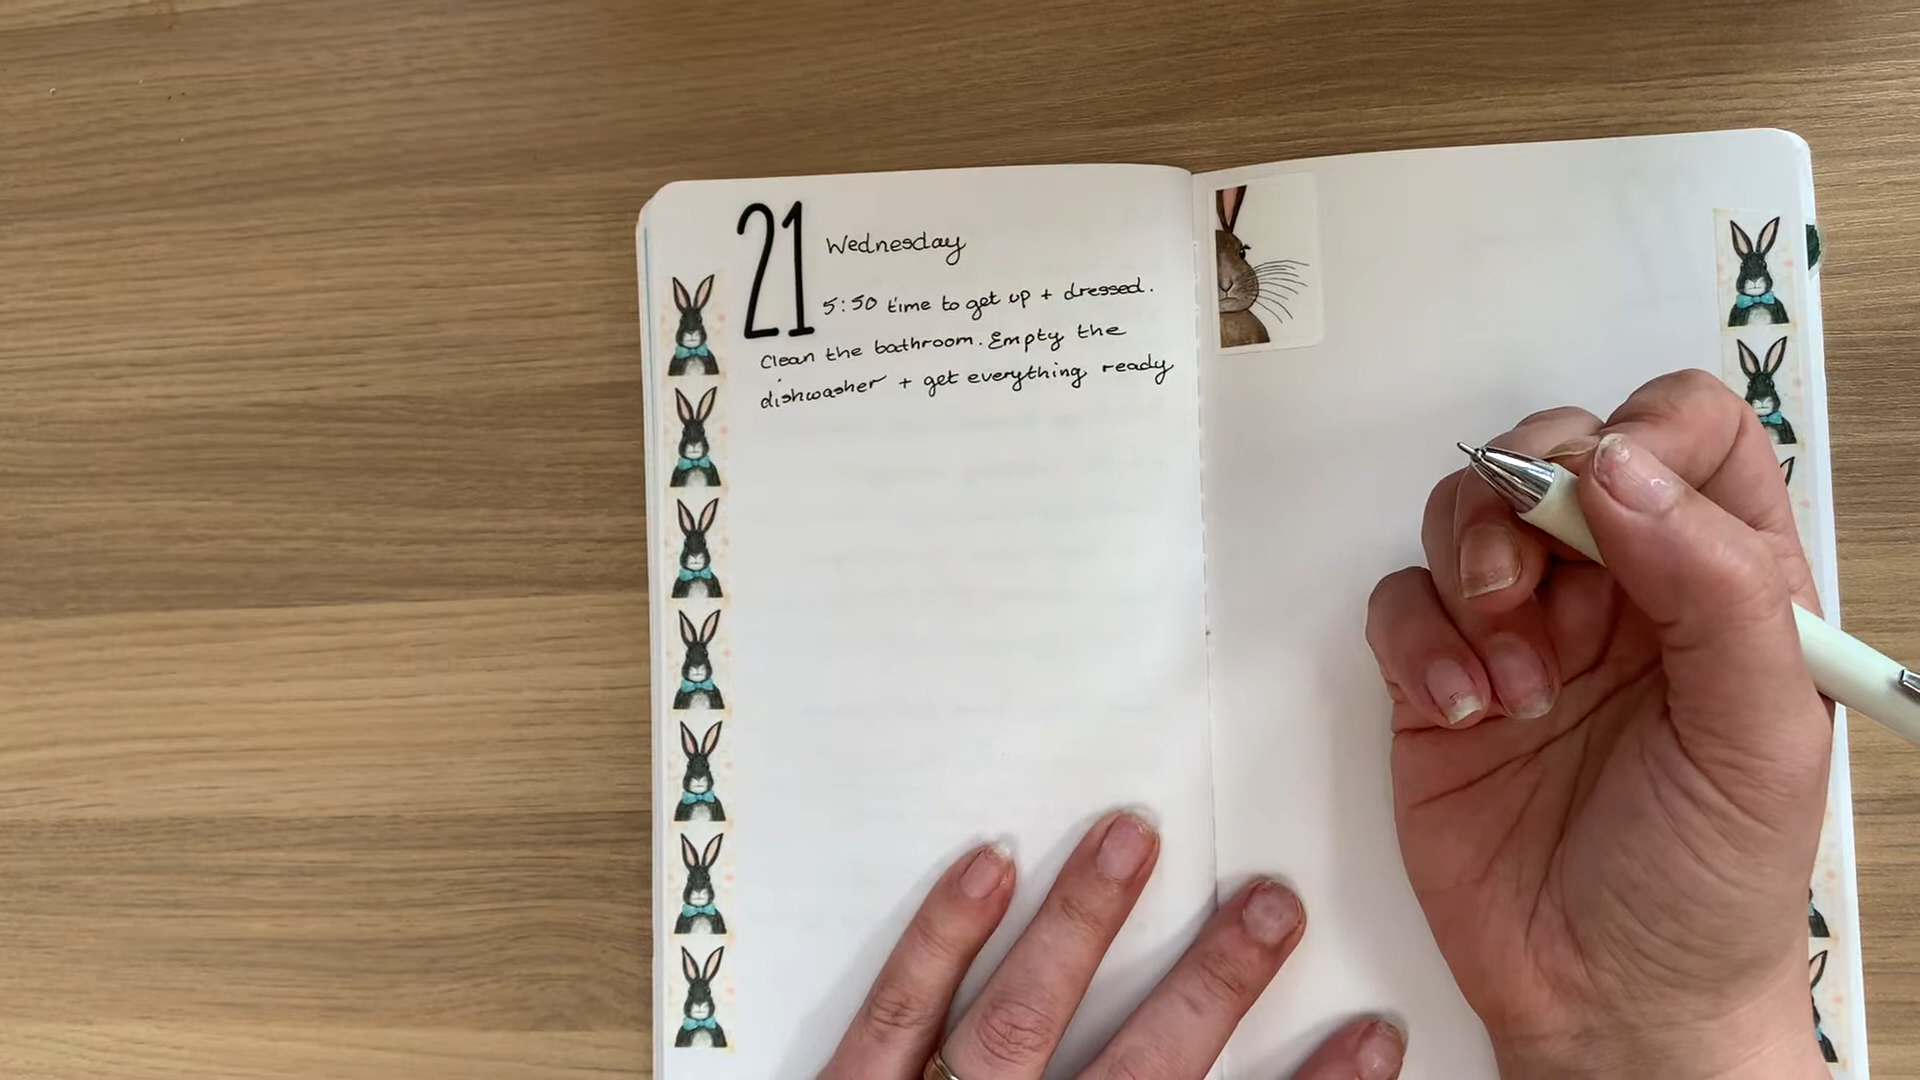 21 Wednesday
5:50 time to get up + dressed.
Clean the bathroom. Empty the
dishwasher + get everything ready